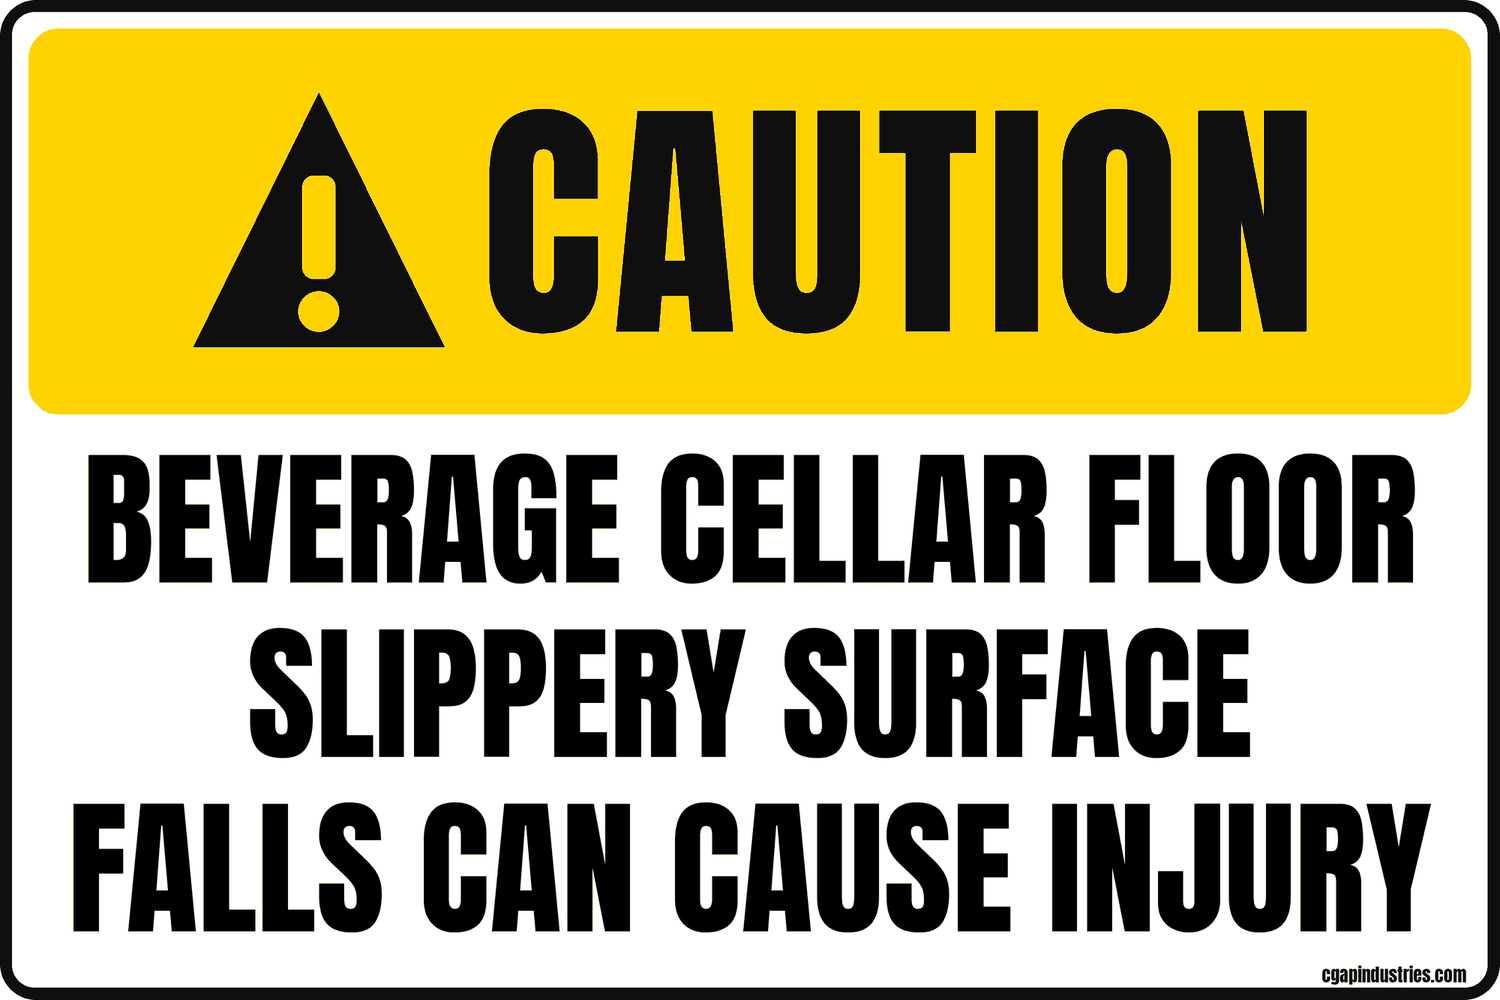 CAUTION
BEVERAGE CELLAR FLOOR
SLIPPERY SURFACE
FALLS CAN CAUSE INJURY
cgapindustries.com